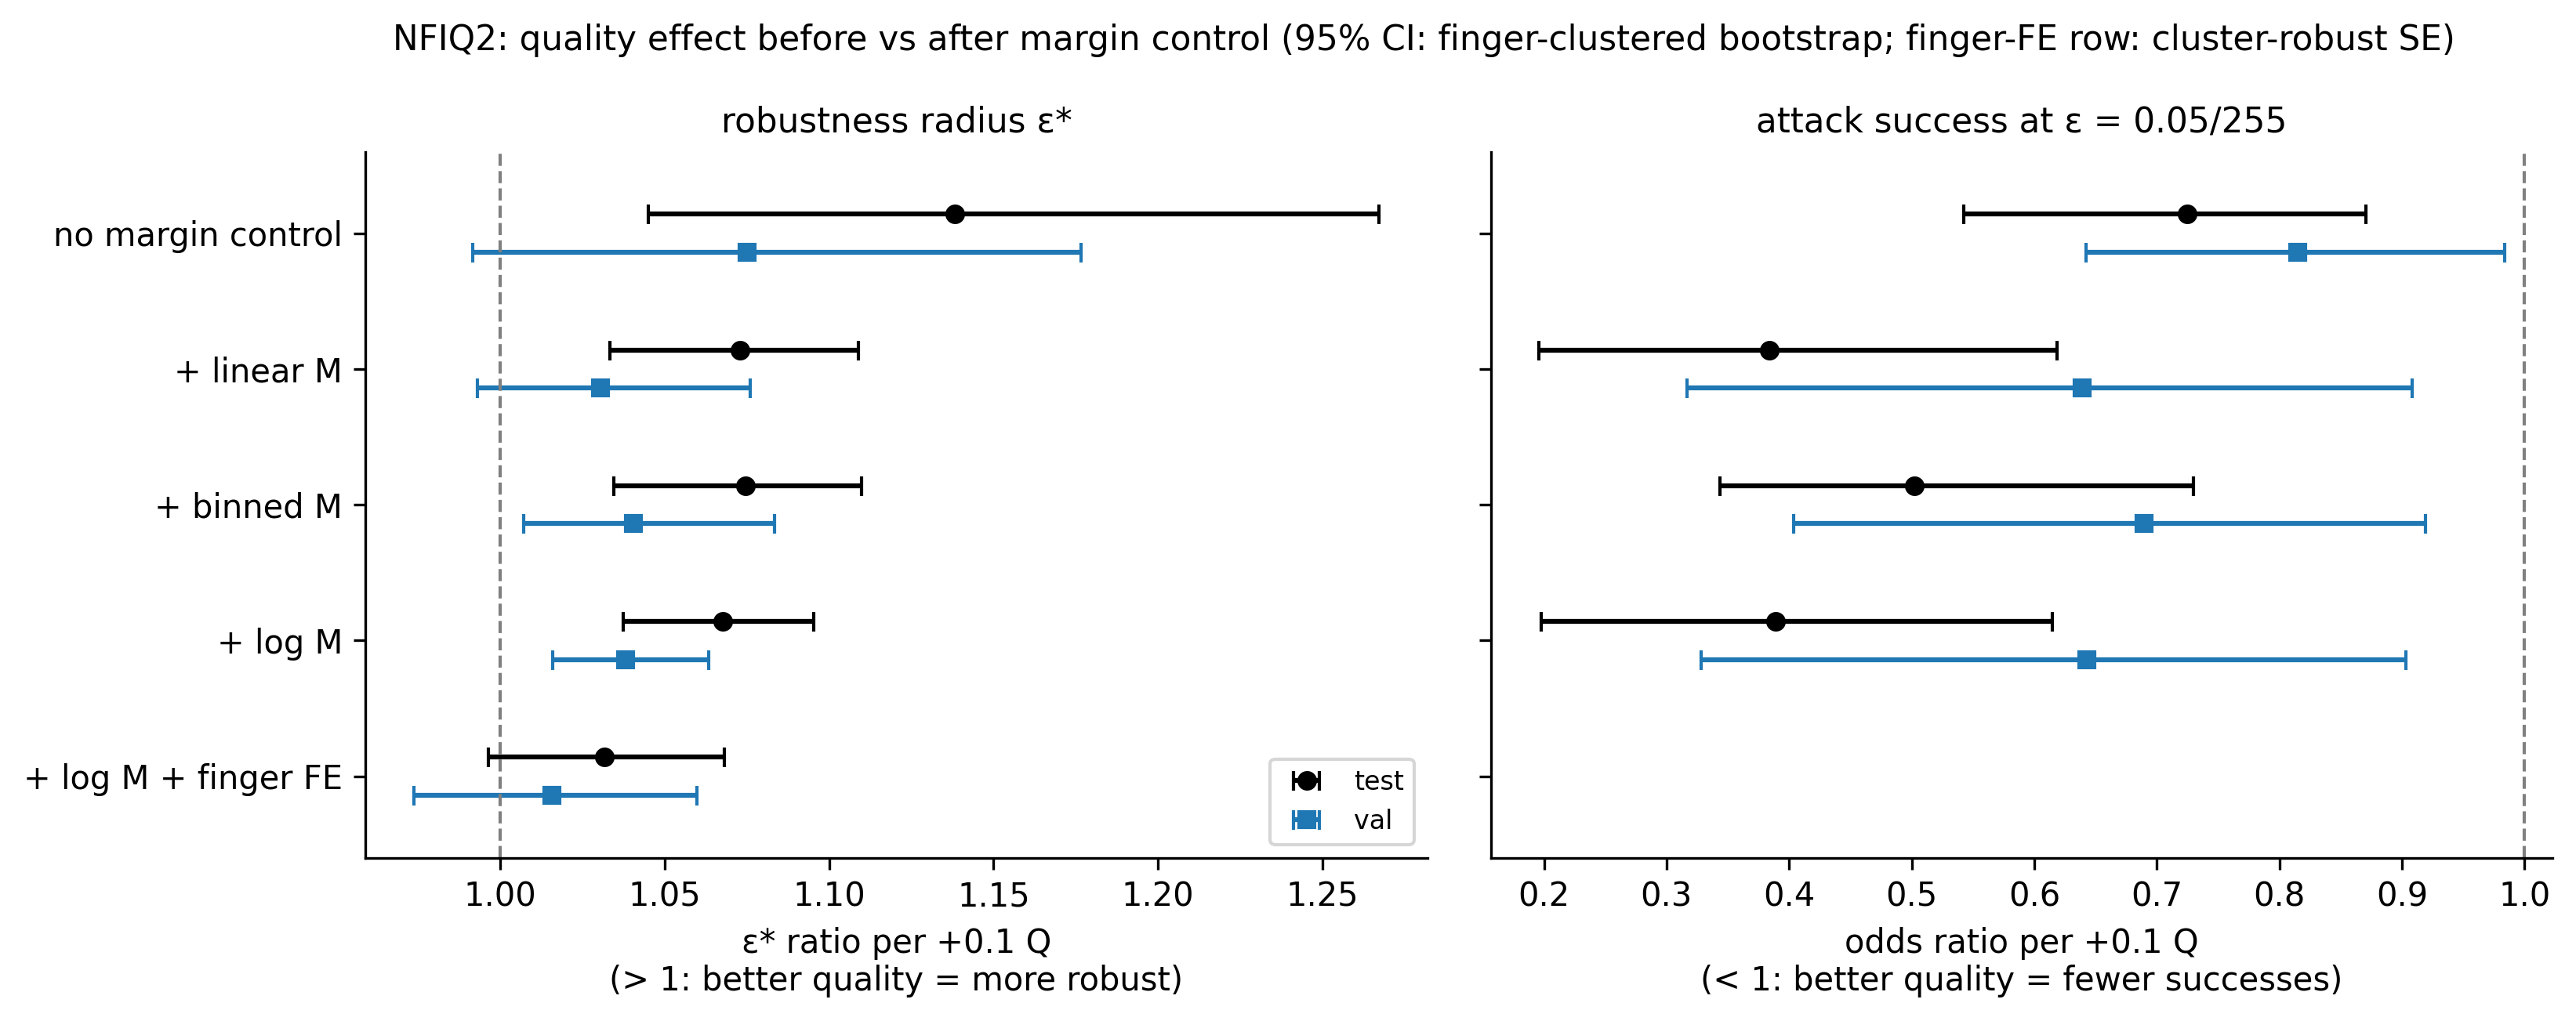 NFIQ2: quality effect before vs after margin control (95% CI: finger-clustered bootstrap; finger-FE row: cluster-robust SE)
robustness radius ε*
no margin control
+ linear M
+ binned M
+ log M
+ log M + finger FE
test
val
1.00 1.05 1.10 1.15 1.20 1.25
ε* ratio per +0.1 Q
(> 1: better quality = more robust)
attack success at ε = 0.05/255
0.2 0.3 0.4 0.5 0.6 0.7 0.8 0.9 1.0
odds ratio per +0.1 Q
(< 1: better quality = fewer successes)